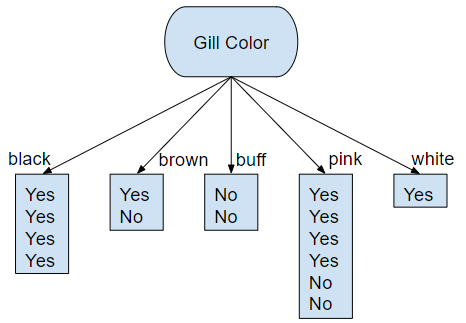 Gill Color
black
brown
buff
pink
white
Yes
Yes
Yes
Yes
Yes
No
No
No
Yes
Yes
Yes
Yes
No
No
Yes